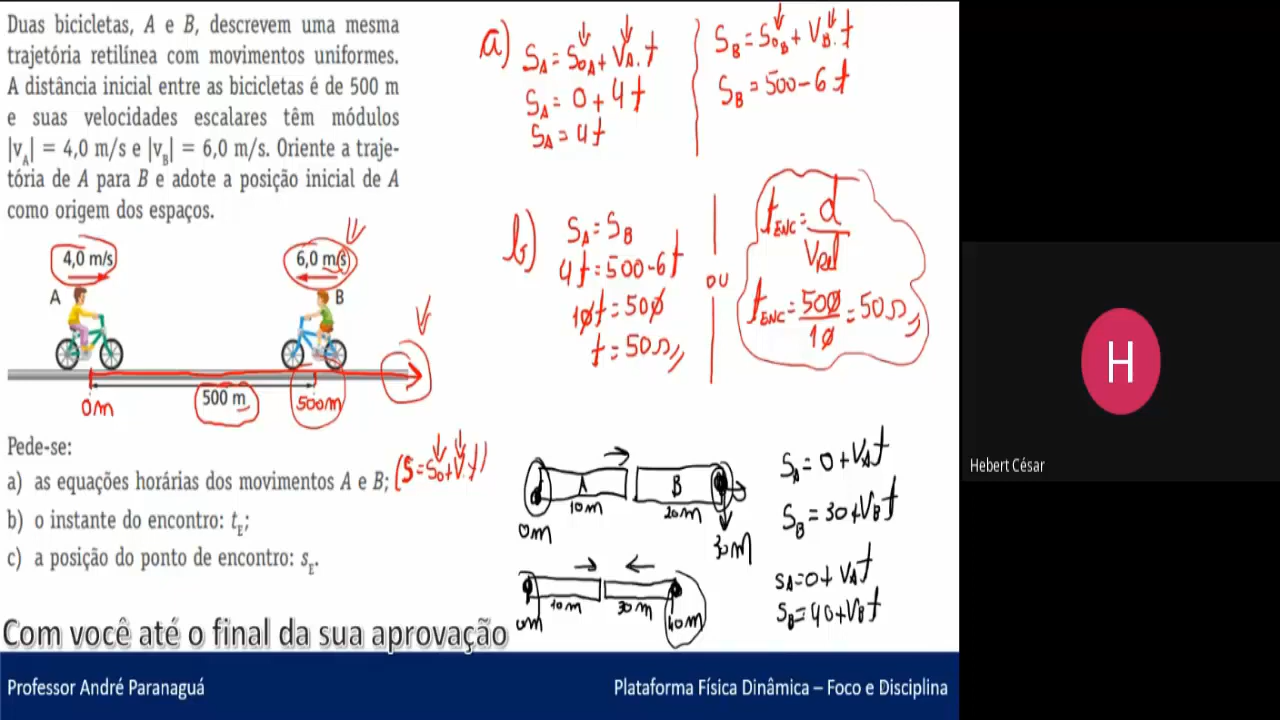 Duas bicicletas, A e B, descrevem uma mesma
trajetória retilínea com movimentos uniformes.
A distância inicial entre as bicicletas é de 500 m
e suas velocidades escalares têm módulos
|vA| = 4,0 m/s e |vB| = 6,0 m/s. Oriente a traje-
tória de A para B e adote a posição inicial de A
como origem dos espaços.
4,0 m/s
6,0 m/s
A
B
500 m
0m
500m
Pede-se:
a) as equações horárias dos movimentos A e B; (S=S0+V.t)
b) o instante do encontro: tE;
c) a posição do ponto de encontro: sE.
a)
SA = S0A + VA.t
SA = 0 + 4t
SA = 4t
SB = S0B + VB.t
SB = 500 - 6t
b)
SA = SB
4t = 500 - 6t
10t = 500
t = 50s
OU
tENC = d/VRel
tENC = 500/10 = 50s
A
B
10m
20m
0m
30m
SA = 0 + VAt
SB = 30 + VBt
10m
30m
0m
40m
SA = 0 + VAt
SB = 40 + VBt
Com você até o final da sua aprovação
Professor André Paranaguá
Plataforma Física Dinâmica – Foco e Disciplina
H
Hebert César